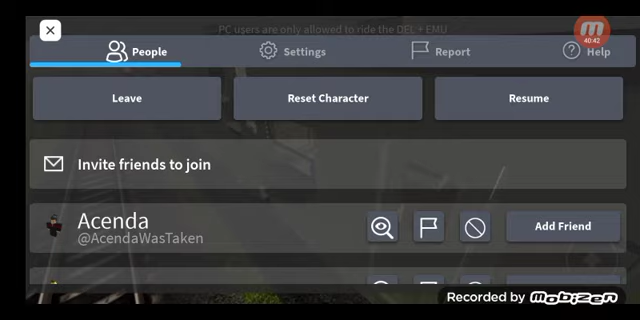 PC users are only allowed to ride the DEL + EMU
40:42
People
Settings
Report
Help
Leave
Reset Character
Resume
Invite friends to join
Acenda
@AcendaWasTaken
Add Friend
Recorded by mobizen